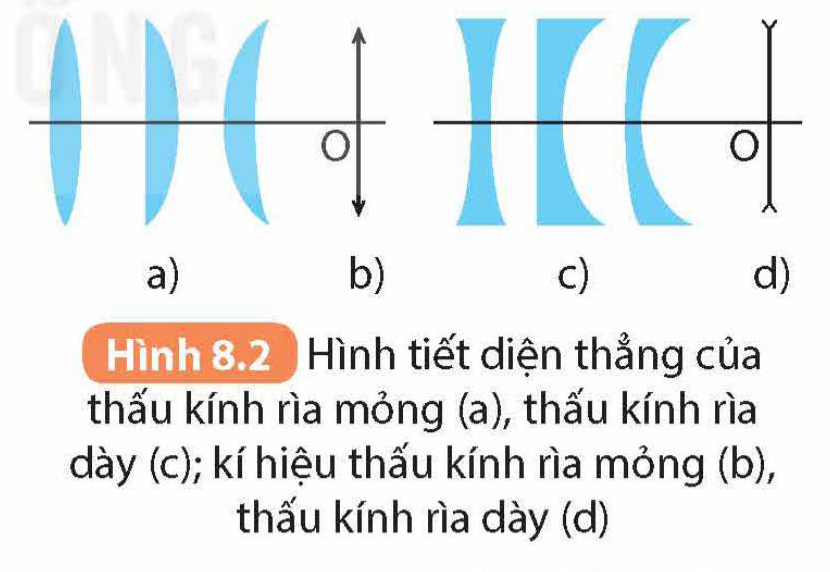 ỐNG
O
O
a)
b)
c)
d)
Hình 8.2 Hình tiết diện thẳng của
thấu kính rìa mỏng (a), thấu kính rìa
dày (c); kí hiệu thấu kính rìa mỏng (b),
thấu kính rìa dày (d)